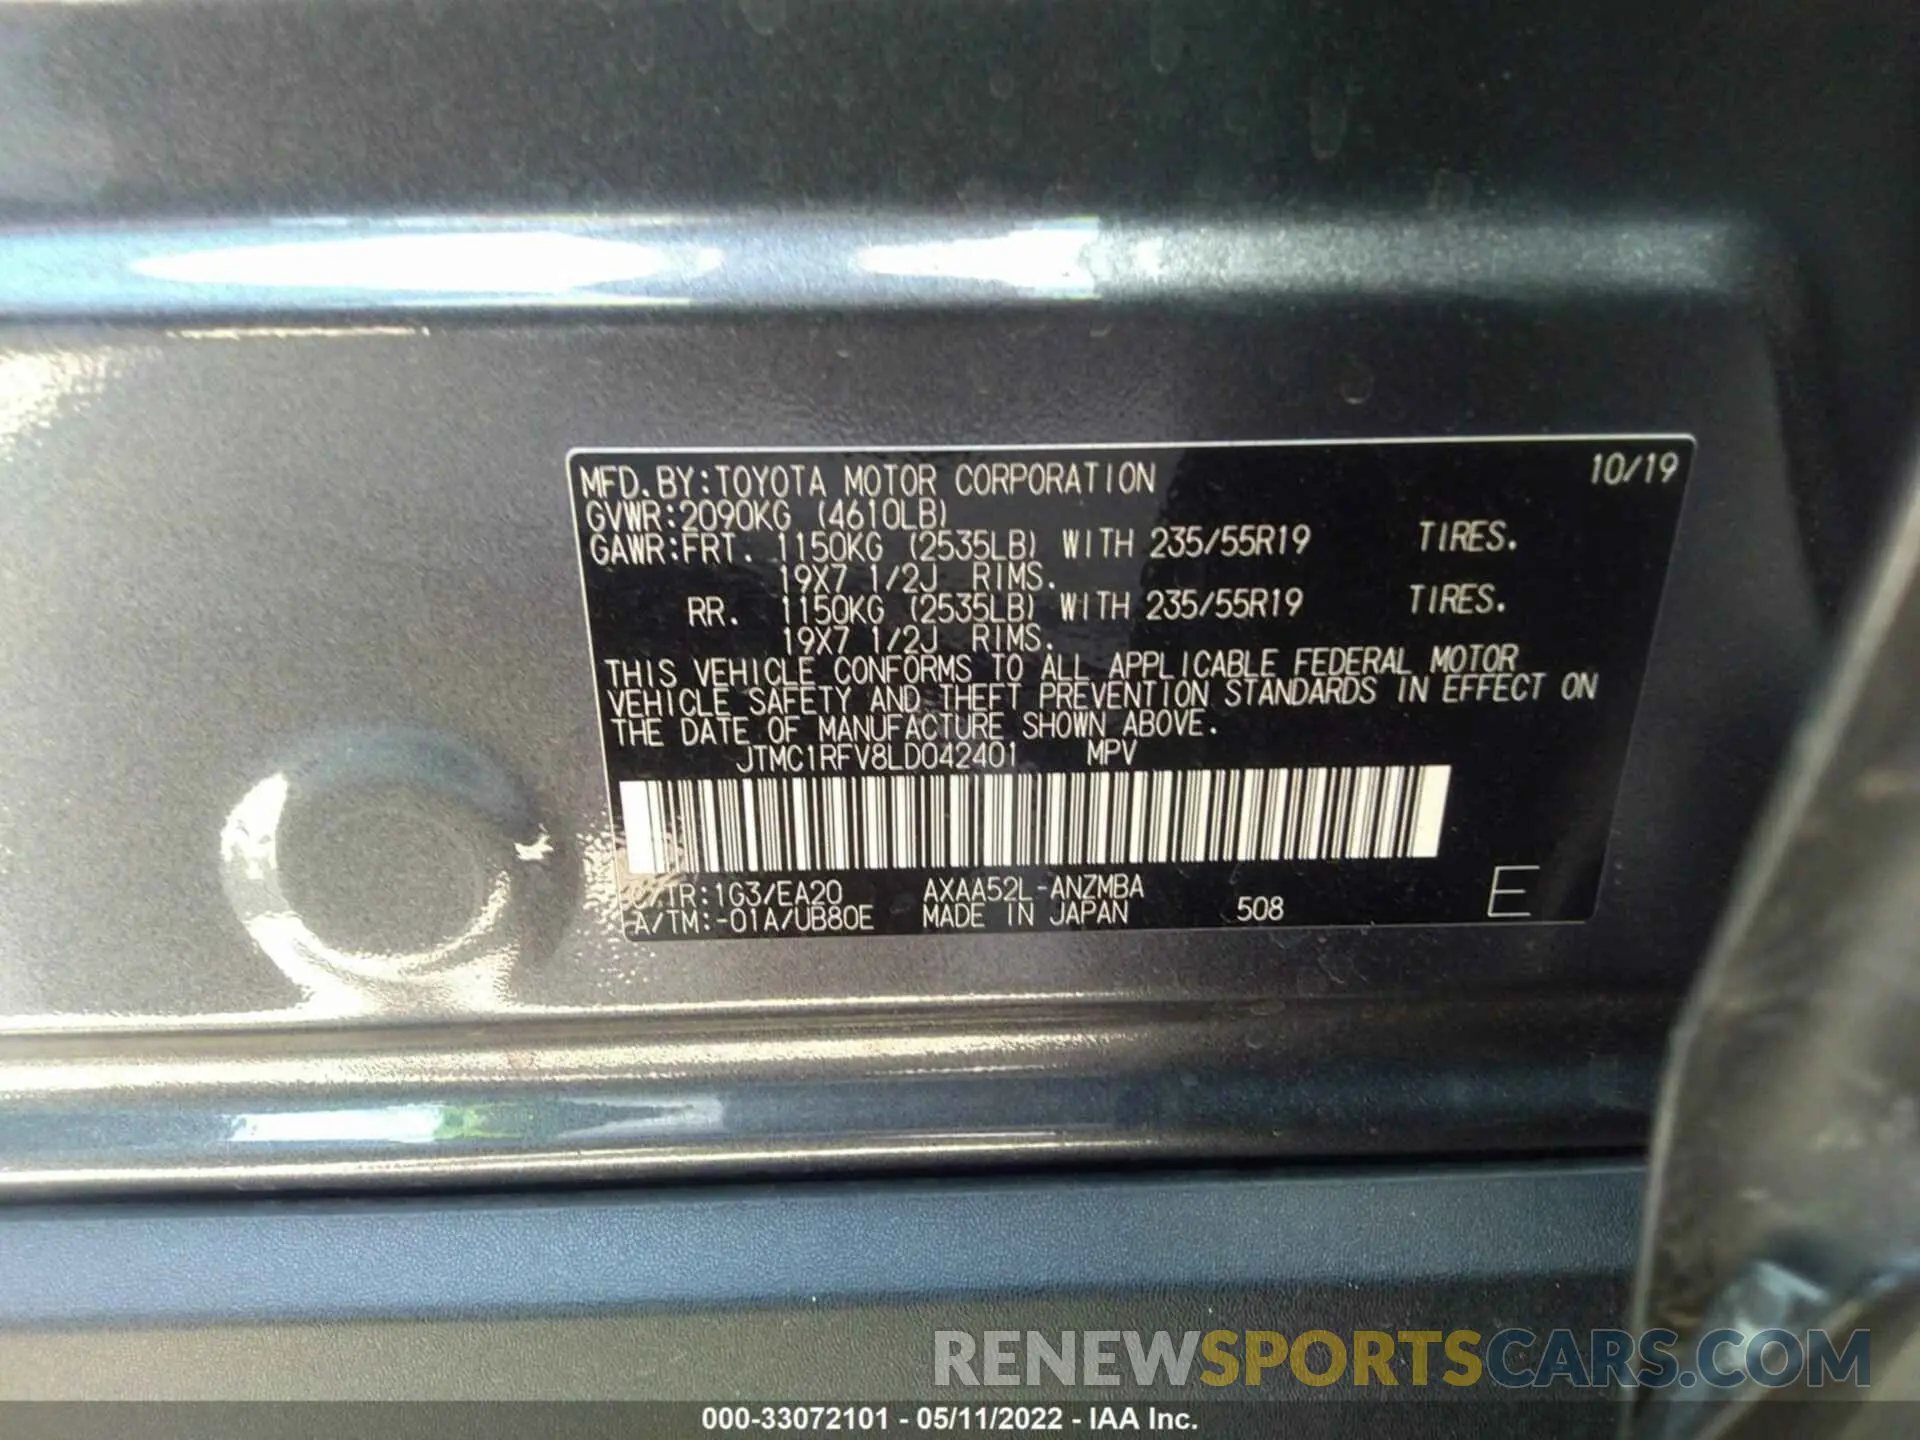 MFD.BY:TOYOTA MOTOR CORPORATION 10/19
GVWR:2090KG (4610LB)
GAWR:FRT. 1150KG (2535LB) WITH 235/55R19 TIRES.
19X7 1/2J RIMS.
RR. 1150KG (2535LB) WITH 235/55R19 TIRES.
19X7 1/2J RIMS.
THIS VEHICLE CONFORMS TO ALL APPLICABLE FEDERAL MOTOR
VEHICLE SAFETY AND THEFT PREVENTION STANDARDS IN EFFECT ON
THE DATE OF MANUFACTURE SHOWN ABOVE.
JTMC1RFV8LD042401 MPV
C/TR:1G3/EA20 AXAA52L-ANZMBA
A/TM:-01A/UB80E MADE IN JAPAN 508 E
RENEWSPORTSCARS.COM
000-33072101 - 05/11/2022 - IAA Inc.